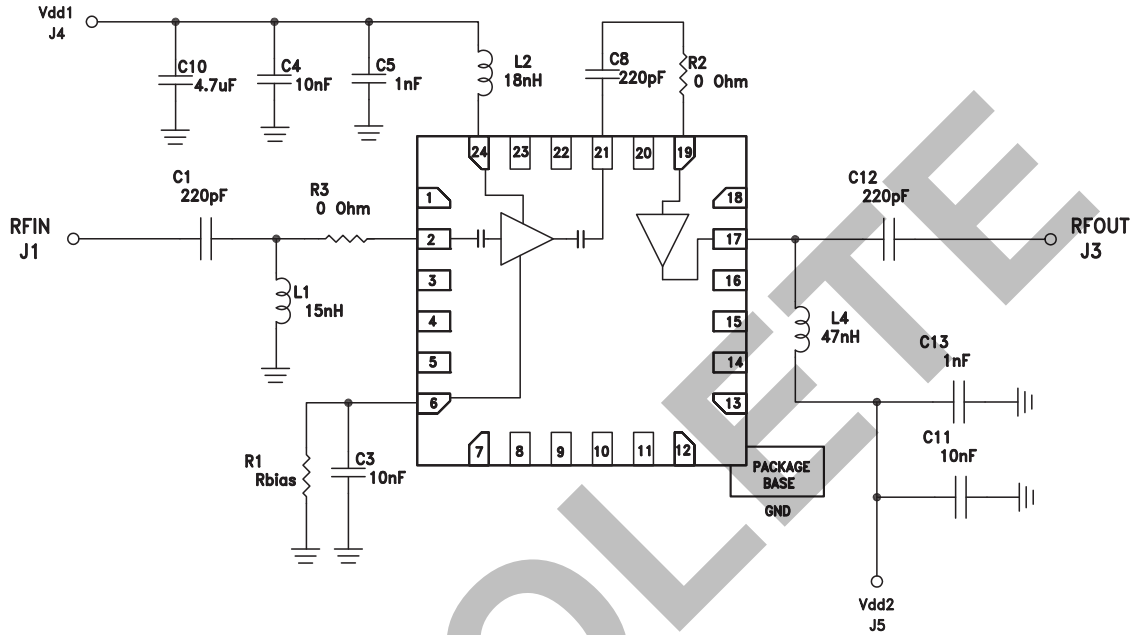 Vdd1
J4
C10
4.7uF
C4
10nF
C5
1nF
L2
18nH
C8
220pF
R2
0 Ohm
24
23
22
21
20
19
C1
220pF
R3
0 Ohm
C12
220pF
RFIN
J1
RFOUT
J3
1
2
3
4
5
6
18
17
16
15
14
13
L1
15nH
L4
47nH
C13
1nF
C11
10nF
R1
Rbias
C3
10nF
7
8
9
10
11
12
PACKAGE
BASE
GND
Vdd2
J5
OLETE